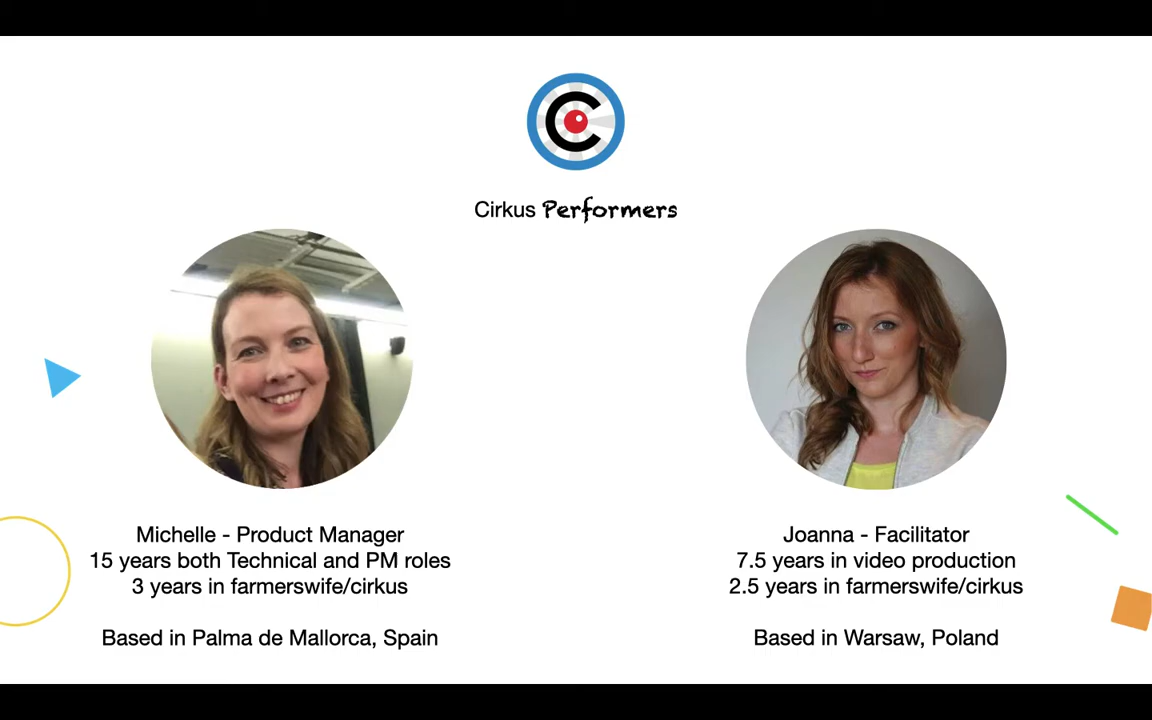 Cirkus Performers
Michelle - Product Manager
15 years both Technical and PM roles
3 years in farmerswife/cirkus
Based in Palma de Mallorca, Spain
Joanna - Facilitator
7.5 years in video production
2.5 years in farmerswife/cirkus
Based in Warsaw, Poland